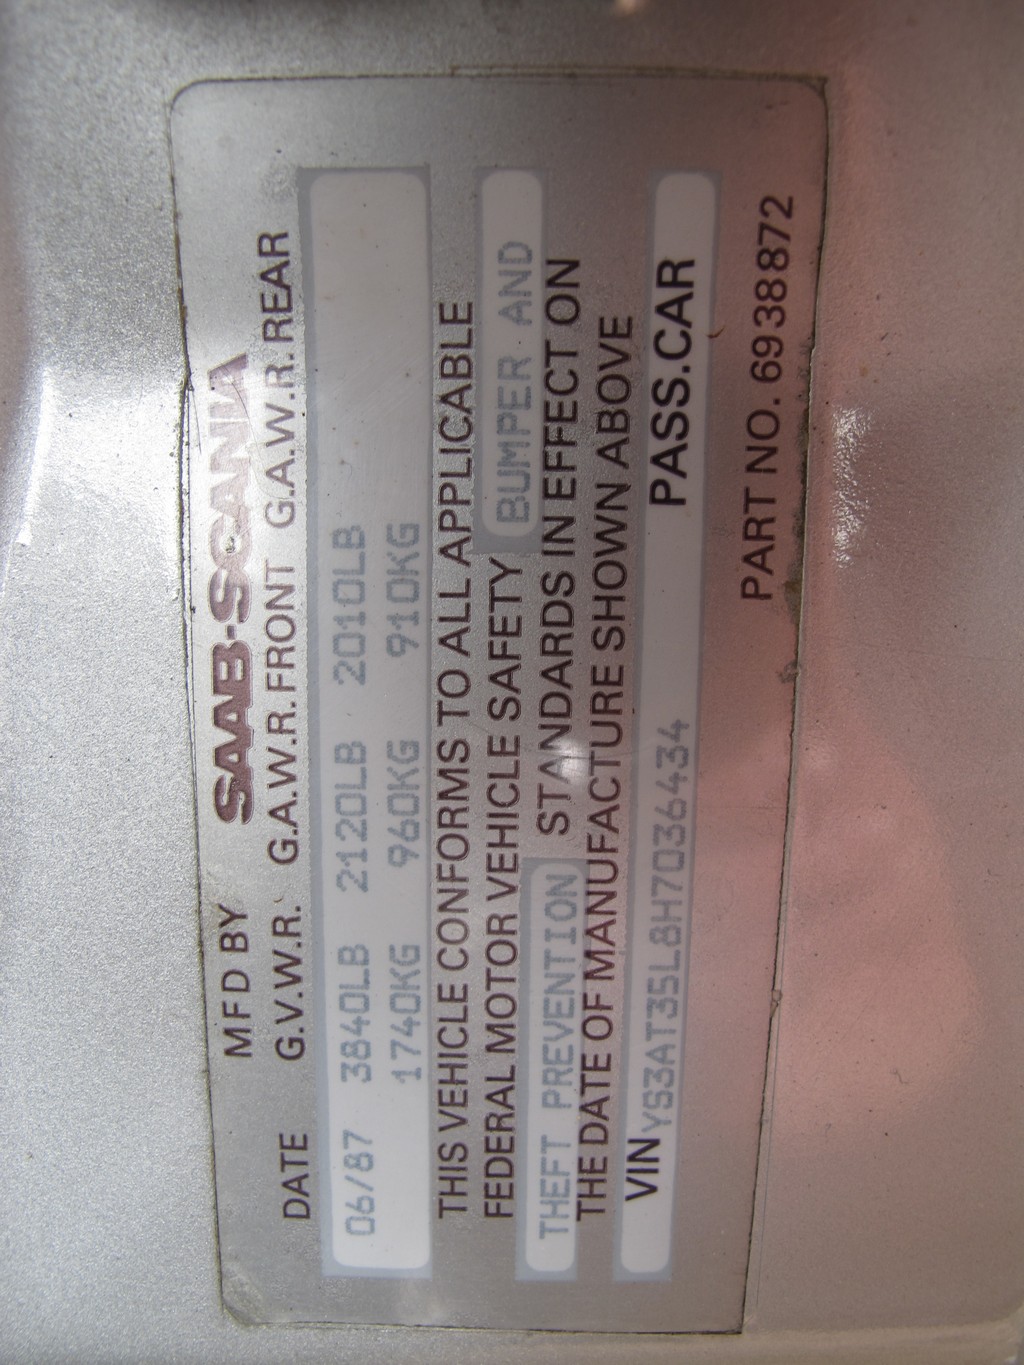 MFD BY SAAB-SCANIA
DATE G.V.W.R. G.A.W.R.FRONT G.A.W.R.REAR
06/87 3840LB 2120LB 2010LB
1740KG 960KG 910KG
THIS VEHICLE CONFORMS TO ALL APPLICABLE
FEDERAL MOTOR VEHICLE SAFETY BUMPER AND
THEFT PREVENTION STANDARDS IN EFFECT ON
THE DATE OF MANUFACTURE SHOWN ABOVE
VIN YS3AT35L8H7036434 PASS.CAR
PART NO. 6938872